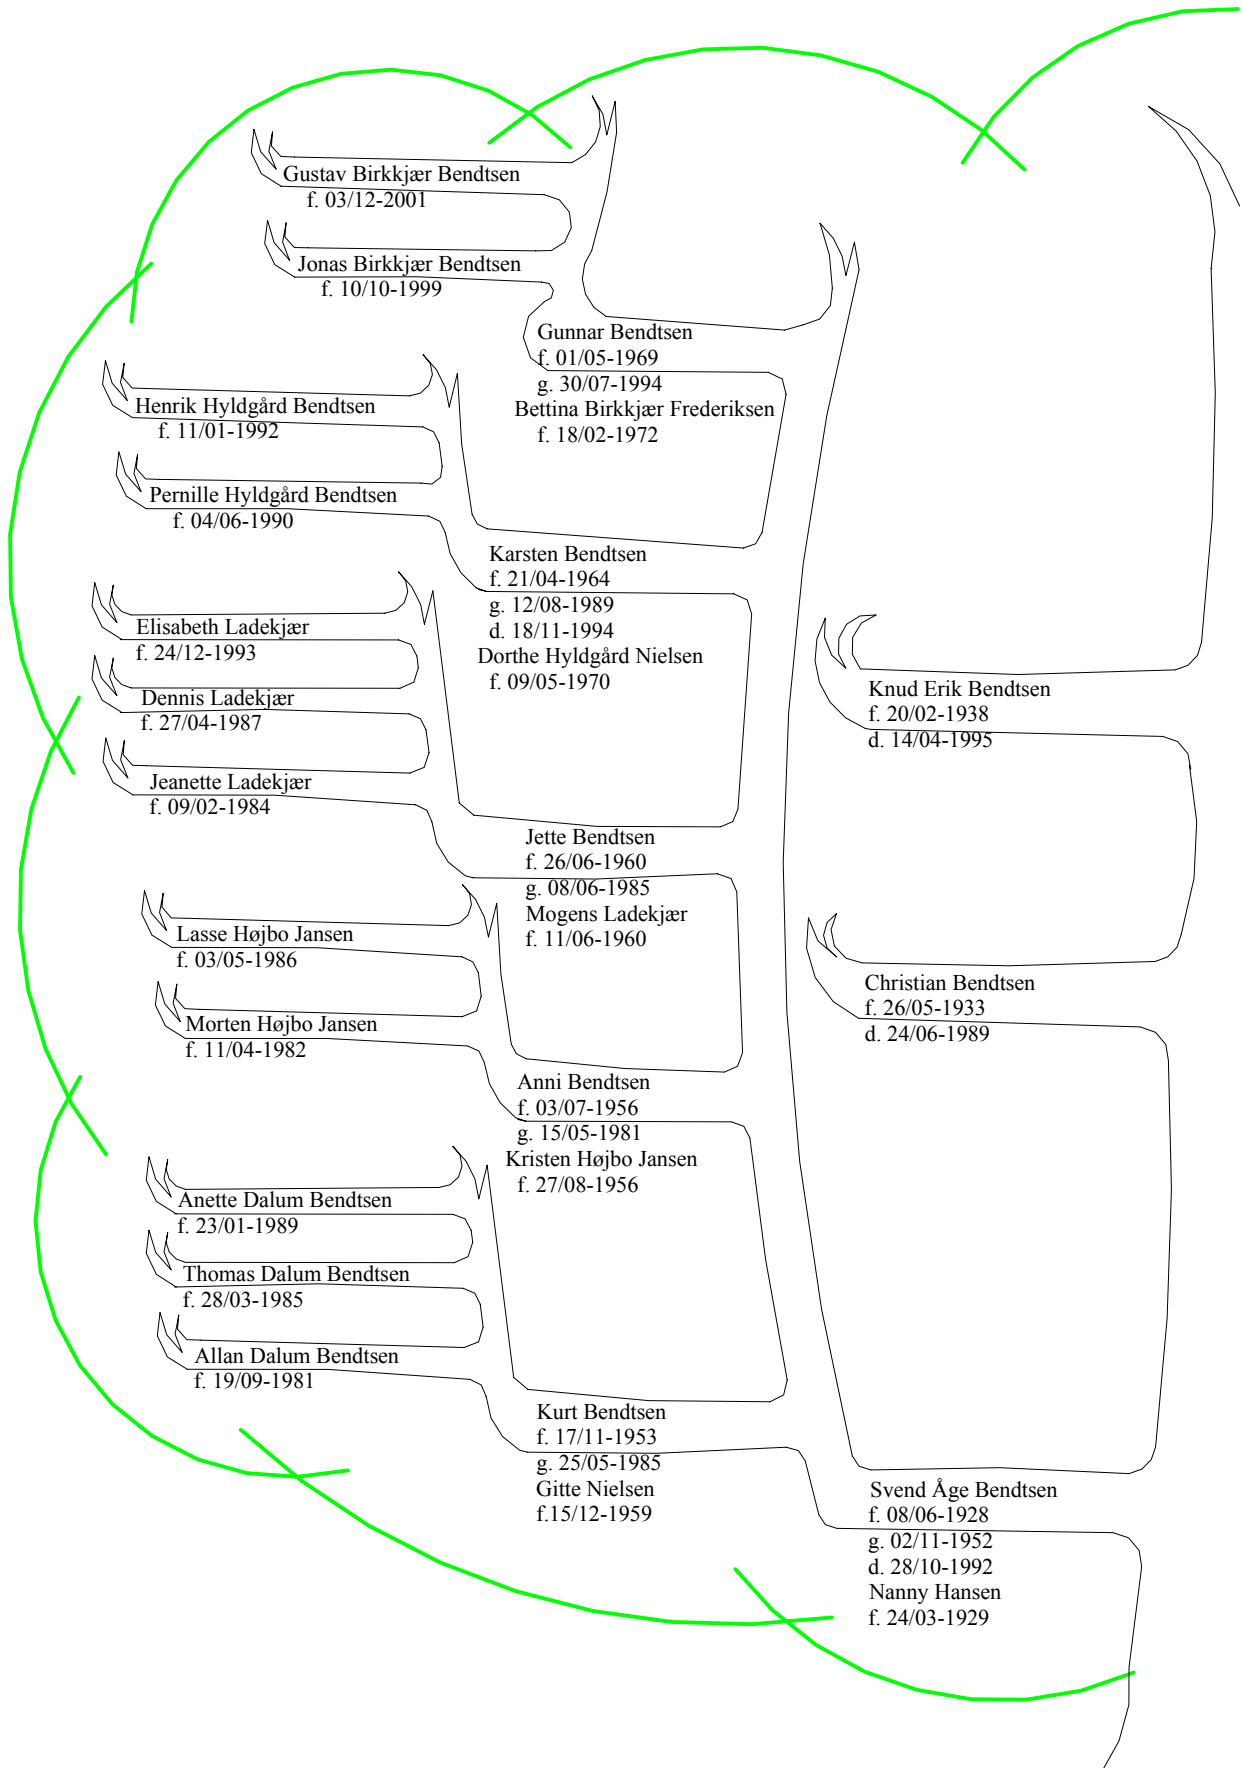 Gustav Birkkjær Bendtsen
f. 03/12-2001
Jonas Birkkjær Bendtsen
f. 10/10-1999
Gunnar Bendtsen
f. 01/05-1969
g. 30/07-1994
Bettina Birkkjær Frederiksen
f. 18/02-1972
Henrik Hyldgård Bendtsen
f. 11/01-1992
Pernille Hyldgård Bendtsen
f. 04/06-1990
Karsten Bendtsen
f. 21/04-1964
g. 12/08-1989
d. 18/11-1994
Dorthe Hyldgård Nielsen
f. 09/05-1970
Elisabeth Ladekjær
f. 24/12-1993
Dennis Ladekjær
f. 27/04-1987
Jeanette Ladekjær
f. 09/02-1984
Jette Bendtsen
f. 26/06-1960
g. 08/06-1985
Mogens Ladekjær
f. 11/06-1960
Knud Erik Bendtsen
f. 20/02-1938
d. 14/04-1995
Lasse Højbo Jansen
f. 03/05-1986
Morten Højbo Jansen
f. 11/04-1982
Anni Bendtsen
f. 03/07-1956
g. 15/05-1981
Kristen Højbo Jansen
f. 27/08-1956
Christian Bendtsen
f. 26/05-1933
d. 24/06-1989
Anette Dalum Bendtsen
f. 23/01-1989
Thomas Dalum Bendtsen
f. 28/03-1985
Allan Dalum Bendtsen
f. 19/09-1981
Kurt Bendtsen
f. 17/11-1953
g. 25/05-1985
Gitte Nielsen
f.15/12-1959
Svend Åge Bendtsen
f. 08/06-1928
g. 02/11-1952
d. 28/10-1992
Nanny Hansen
f. 24/03-1929